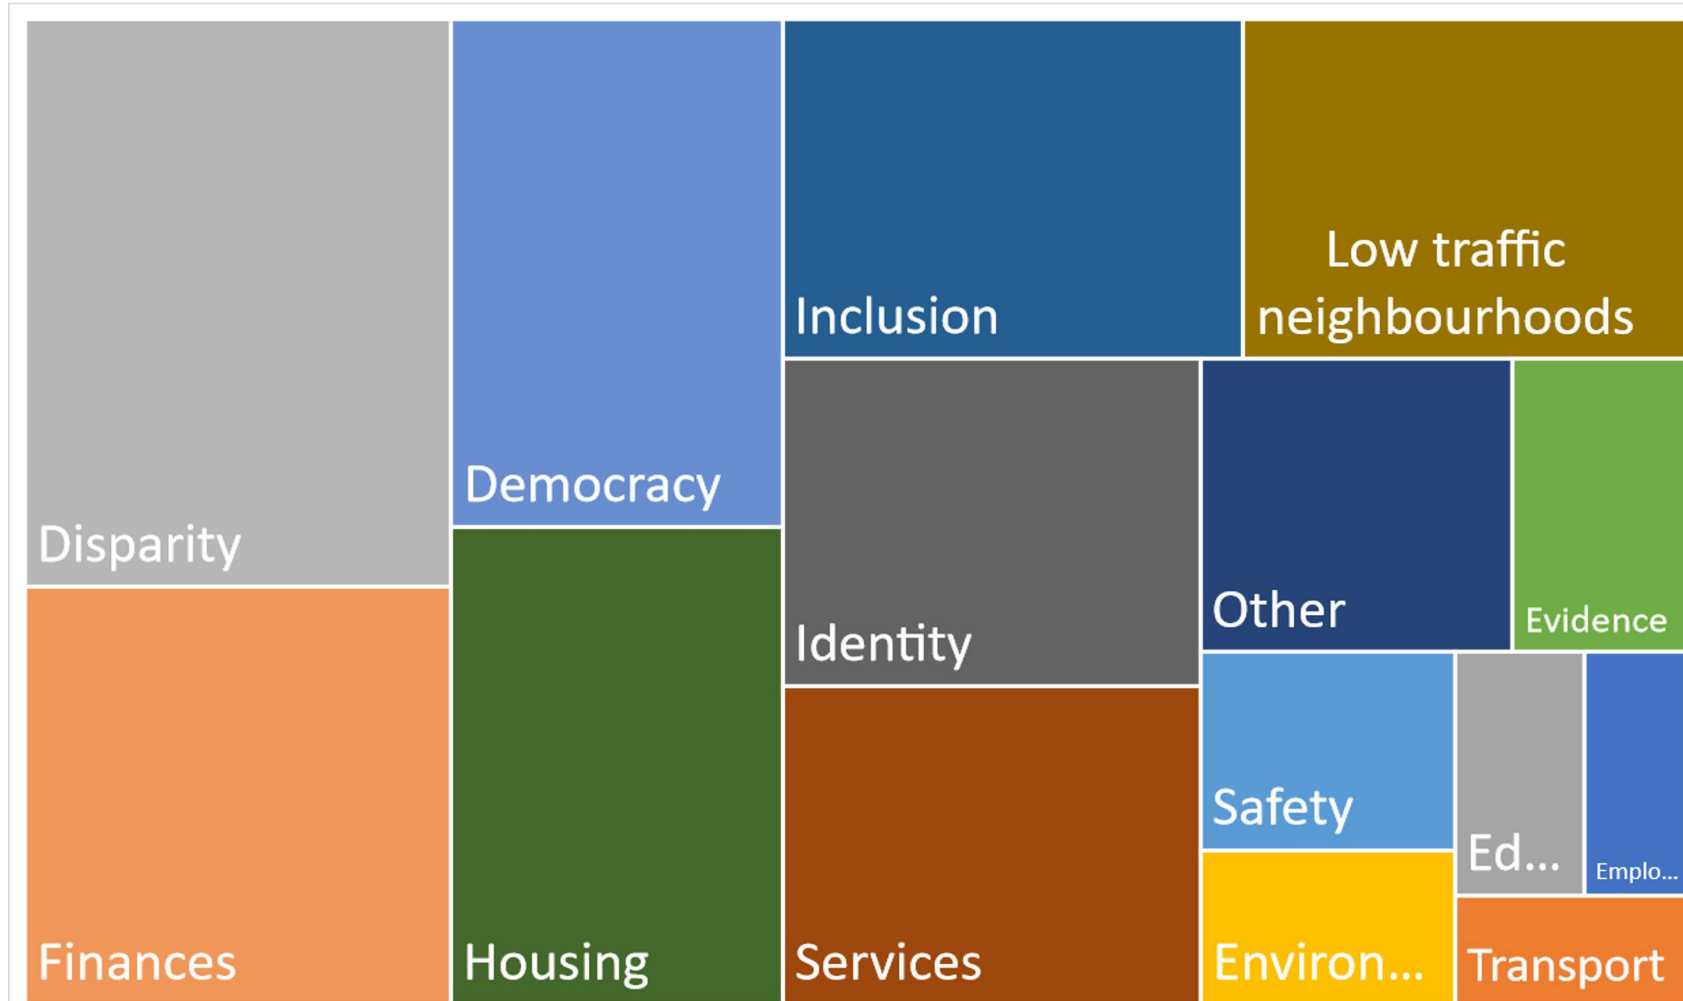 Disparity
Finances
Democracy
Housing
Inclusion
Low traffic
neighbourhoods
Identity
Services
Other
Evidence
Safety
Environ...
Ed...
Emplo...
Transport